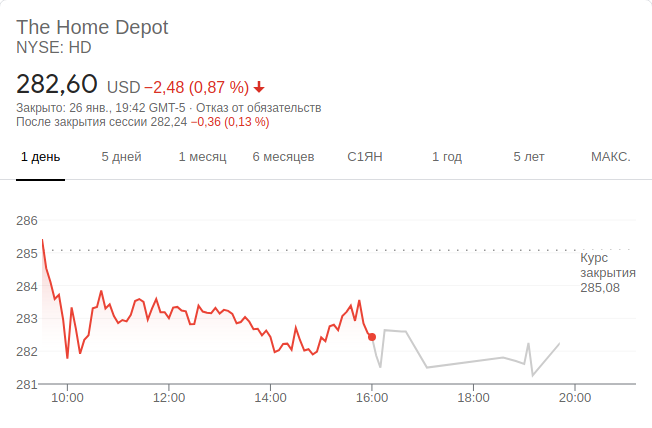 The Home Depot
NYSE: HD
282,60 USD −2,48 (0,87 %)
Закрыто: 26 янв., 19:42 GMT-5 · Отказ от обязательств
После закрытия сессии 282,24 −0,36 (0,13 %)
1 день 5 дней 1 месяц 6 месяцев С1ЯН 1 год 5 лет МАКС.
286
285
284
283
282
281
Курс
закрытия
285,08
10:00 12:00 14:00 16:00 18:00 20:00